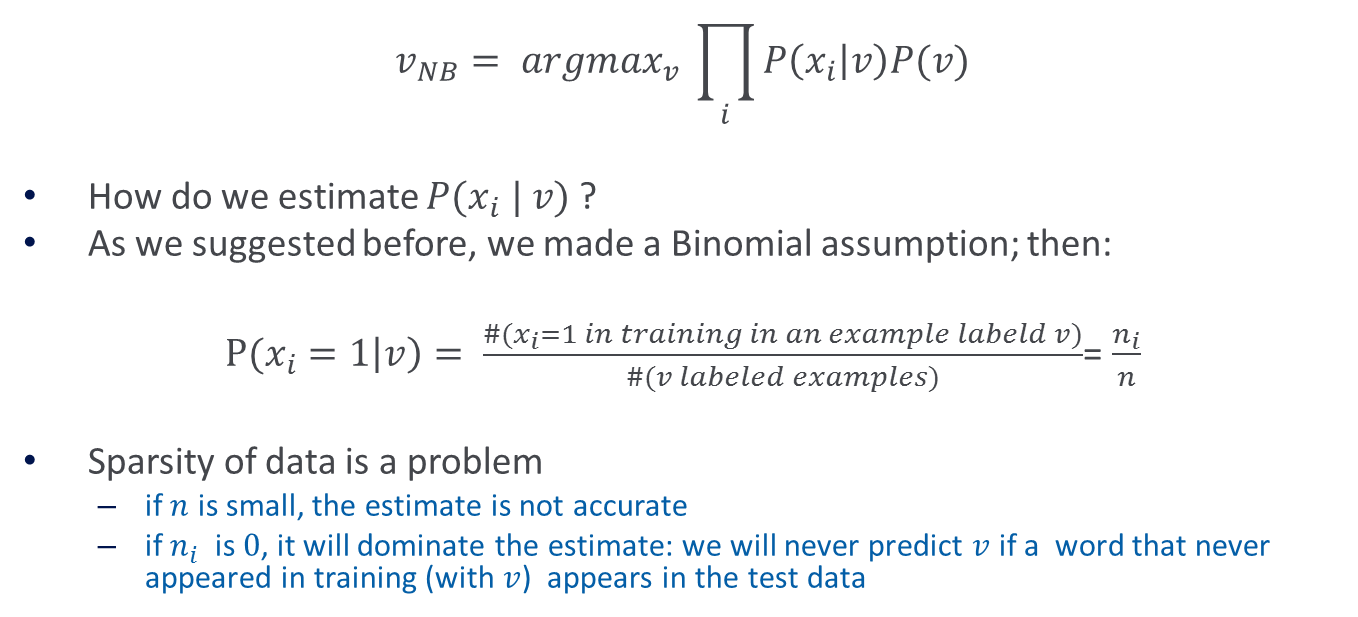 v_NB = argmax_v ∏_i P(x_i|v)P(v)
• How do we estimate P(x_i | v) ?
• As we suggested before, we made a Binomial assumption; then:
P(x_i = 1|v) = #(x_i=1 in training in an example labeld v) / #(v labeled examples) = n_i / n
• Sparsity of data is a problem
– if n is small, the estimate is not accurate
– if n_i is 0, it will dominate the estimate: we will never predict v if a word that never
appeared in training (with v) appears in the test data